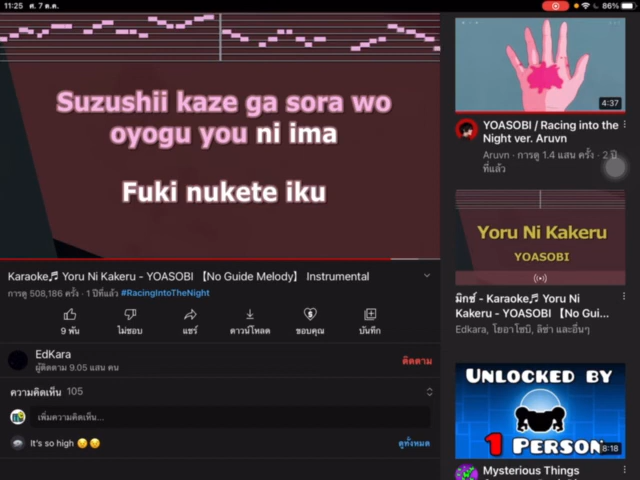 11:25 ศ. 7 ต.ค.
86%
Suzushii kaze ga sora wo
oyogu you ni ima
Fuki nukete iku
Karaoke♬ Yoru Ni Kakeru - YOASOBI 【No Guide Melody】 Instrumental
การดู 508,186 ครั้ง · 1 ปีที่แล้ว #RacingIntoTheNight
9 พัน
ไม่ชอบ
แชร์
ดาวน์โหลด
ขอบคุณ
บันทึก
EdKara
ผู้ติดตาม 9.05 แสน คน
ติดตาม
ความคิดเห็น 105
เพิ่มความคิดเห็น...
It's so high
ดูทั้งหมด
4:37
YOASOBI / Racing into the
Night ver. Aruvn
Aruvn · การดู 1.4 แสน ครั้ง · 2 ปี
ที่แล้ว
Yoru Ni Kakeru
YOASOBI
มิกซ์ - Karaoke♬ Yoru Ni
Kakeru - YOASOBI 【No Gui...
Edkara, โยอาโซบิ, ลิซ่า และอื่นๆ
UNLOCKED BY
1 PERSON
8:18
Mysterious Things